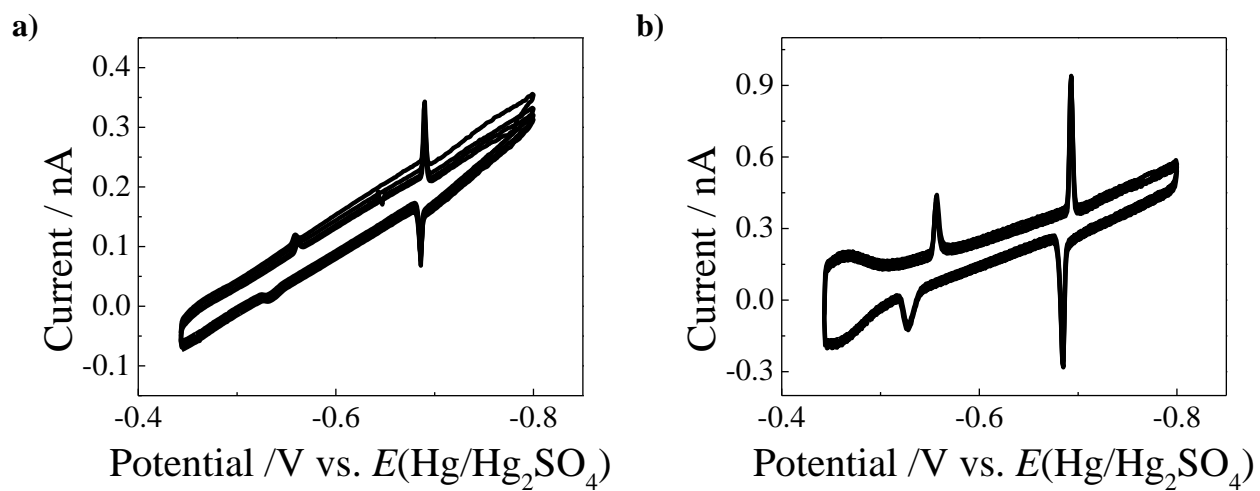 a)
0.4
0.3
0.2
0.1
0.0
-0.1
Current / nA
-0.4
-0.6
-0.8
Potential /V vs. E(Hg/Hg₂SO₄)
b)
0.9
0.6
0.3
0.0
-0.3
Current / nA
-0.4
-0.6
-0.8
Potential /V vs. E(Hg/Hg₂SO₄)